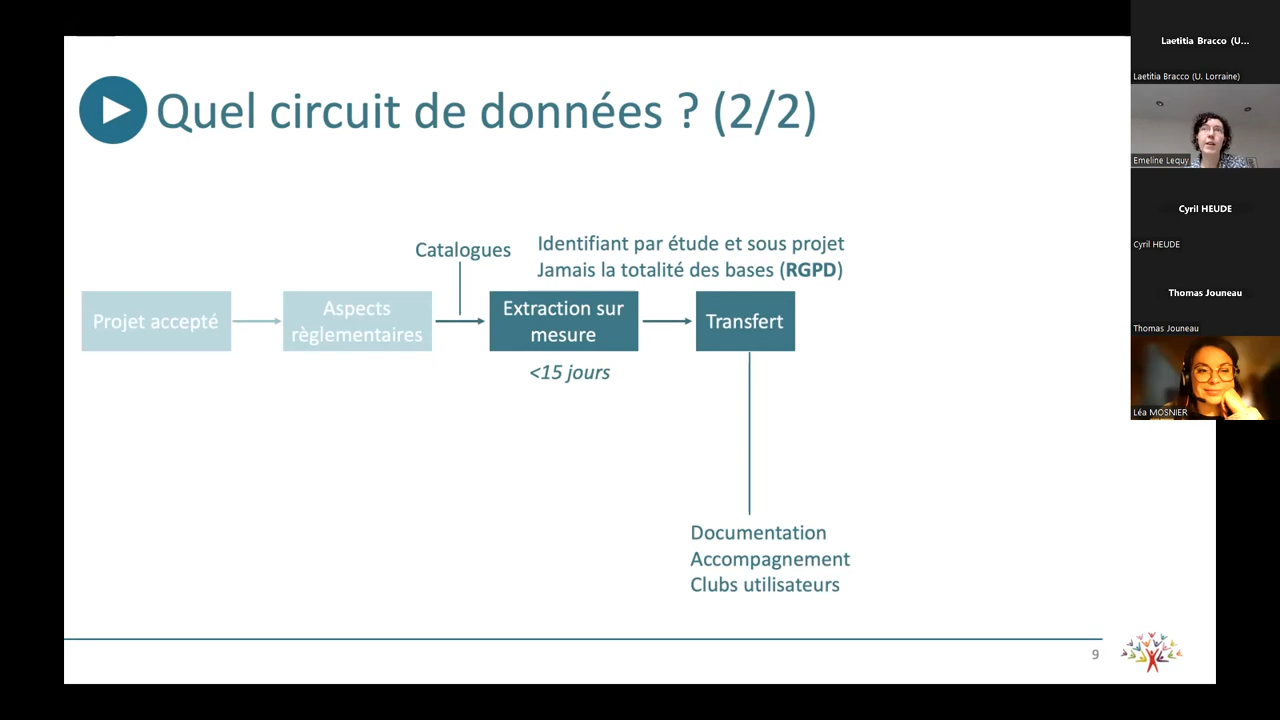 Quel circuit de données ? (2/2)
Catalogues
Identifiant par étude et sous projet
Jamais la totalité des bases (RGPD)
Projet accepté
Aspects
règlementaires
Extraction sur
mesure
Transfert
<15 jours
Documentation
Accompagnement
Clubs utilisateurs
9
Laetitia Bracco (U...
Laetitia Bracco (U. Lorraine)
Emeline Lequy
Cyril HEUDE
Cyril HEUDE
Thomas Jouneau
Thomas Jouneau
Léa MOSNIER